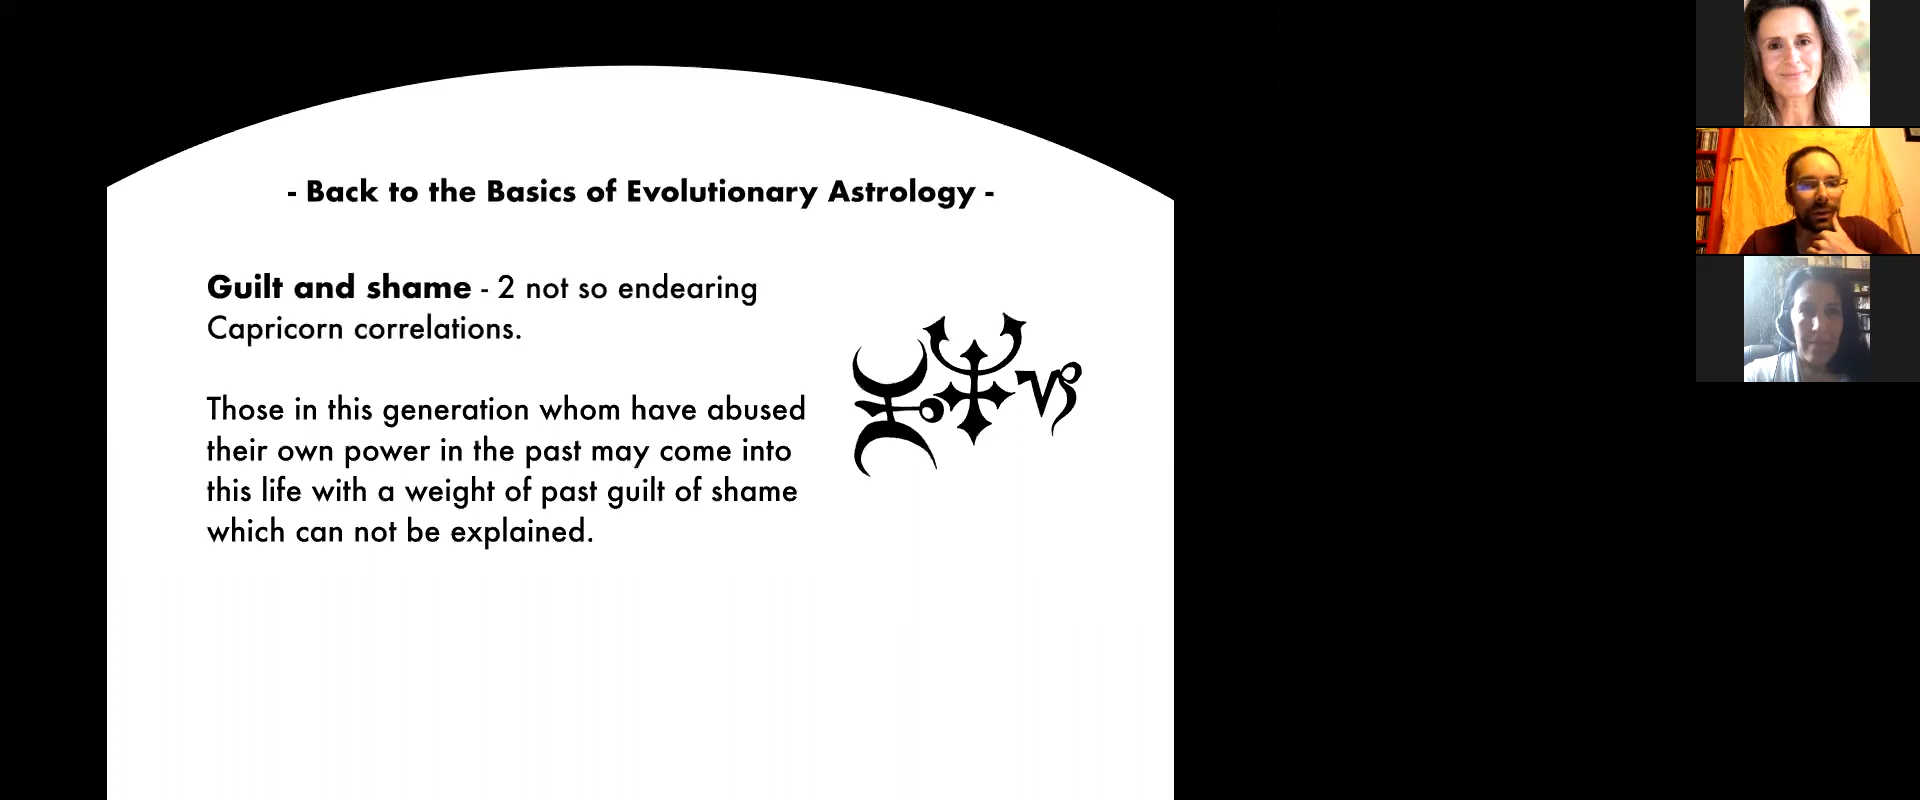 - Back to the Basics of Evolutionary Astrology -
Guilt and shame - 2 not so endearing
Capricorn correlations.
Those in this generation whom have abused
their own power in the past may come into
this life with a weight of past guilt of shame
which can not be explained.